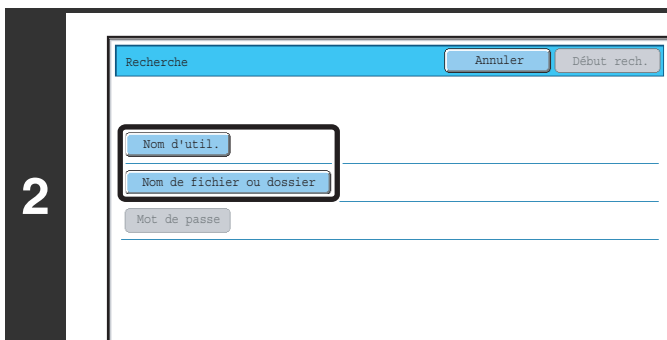 2
Recherche Annuler Début rech.
Nom d'util.
Nom de fichier ou dossier
Mot de passe